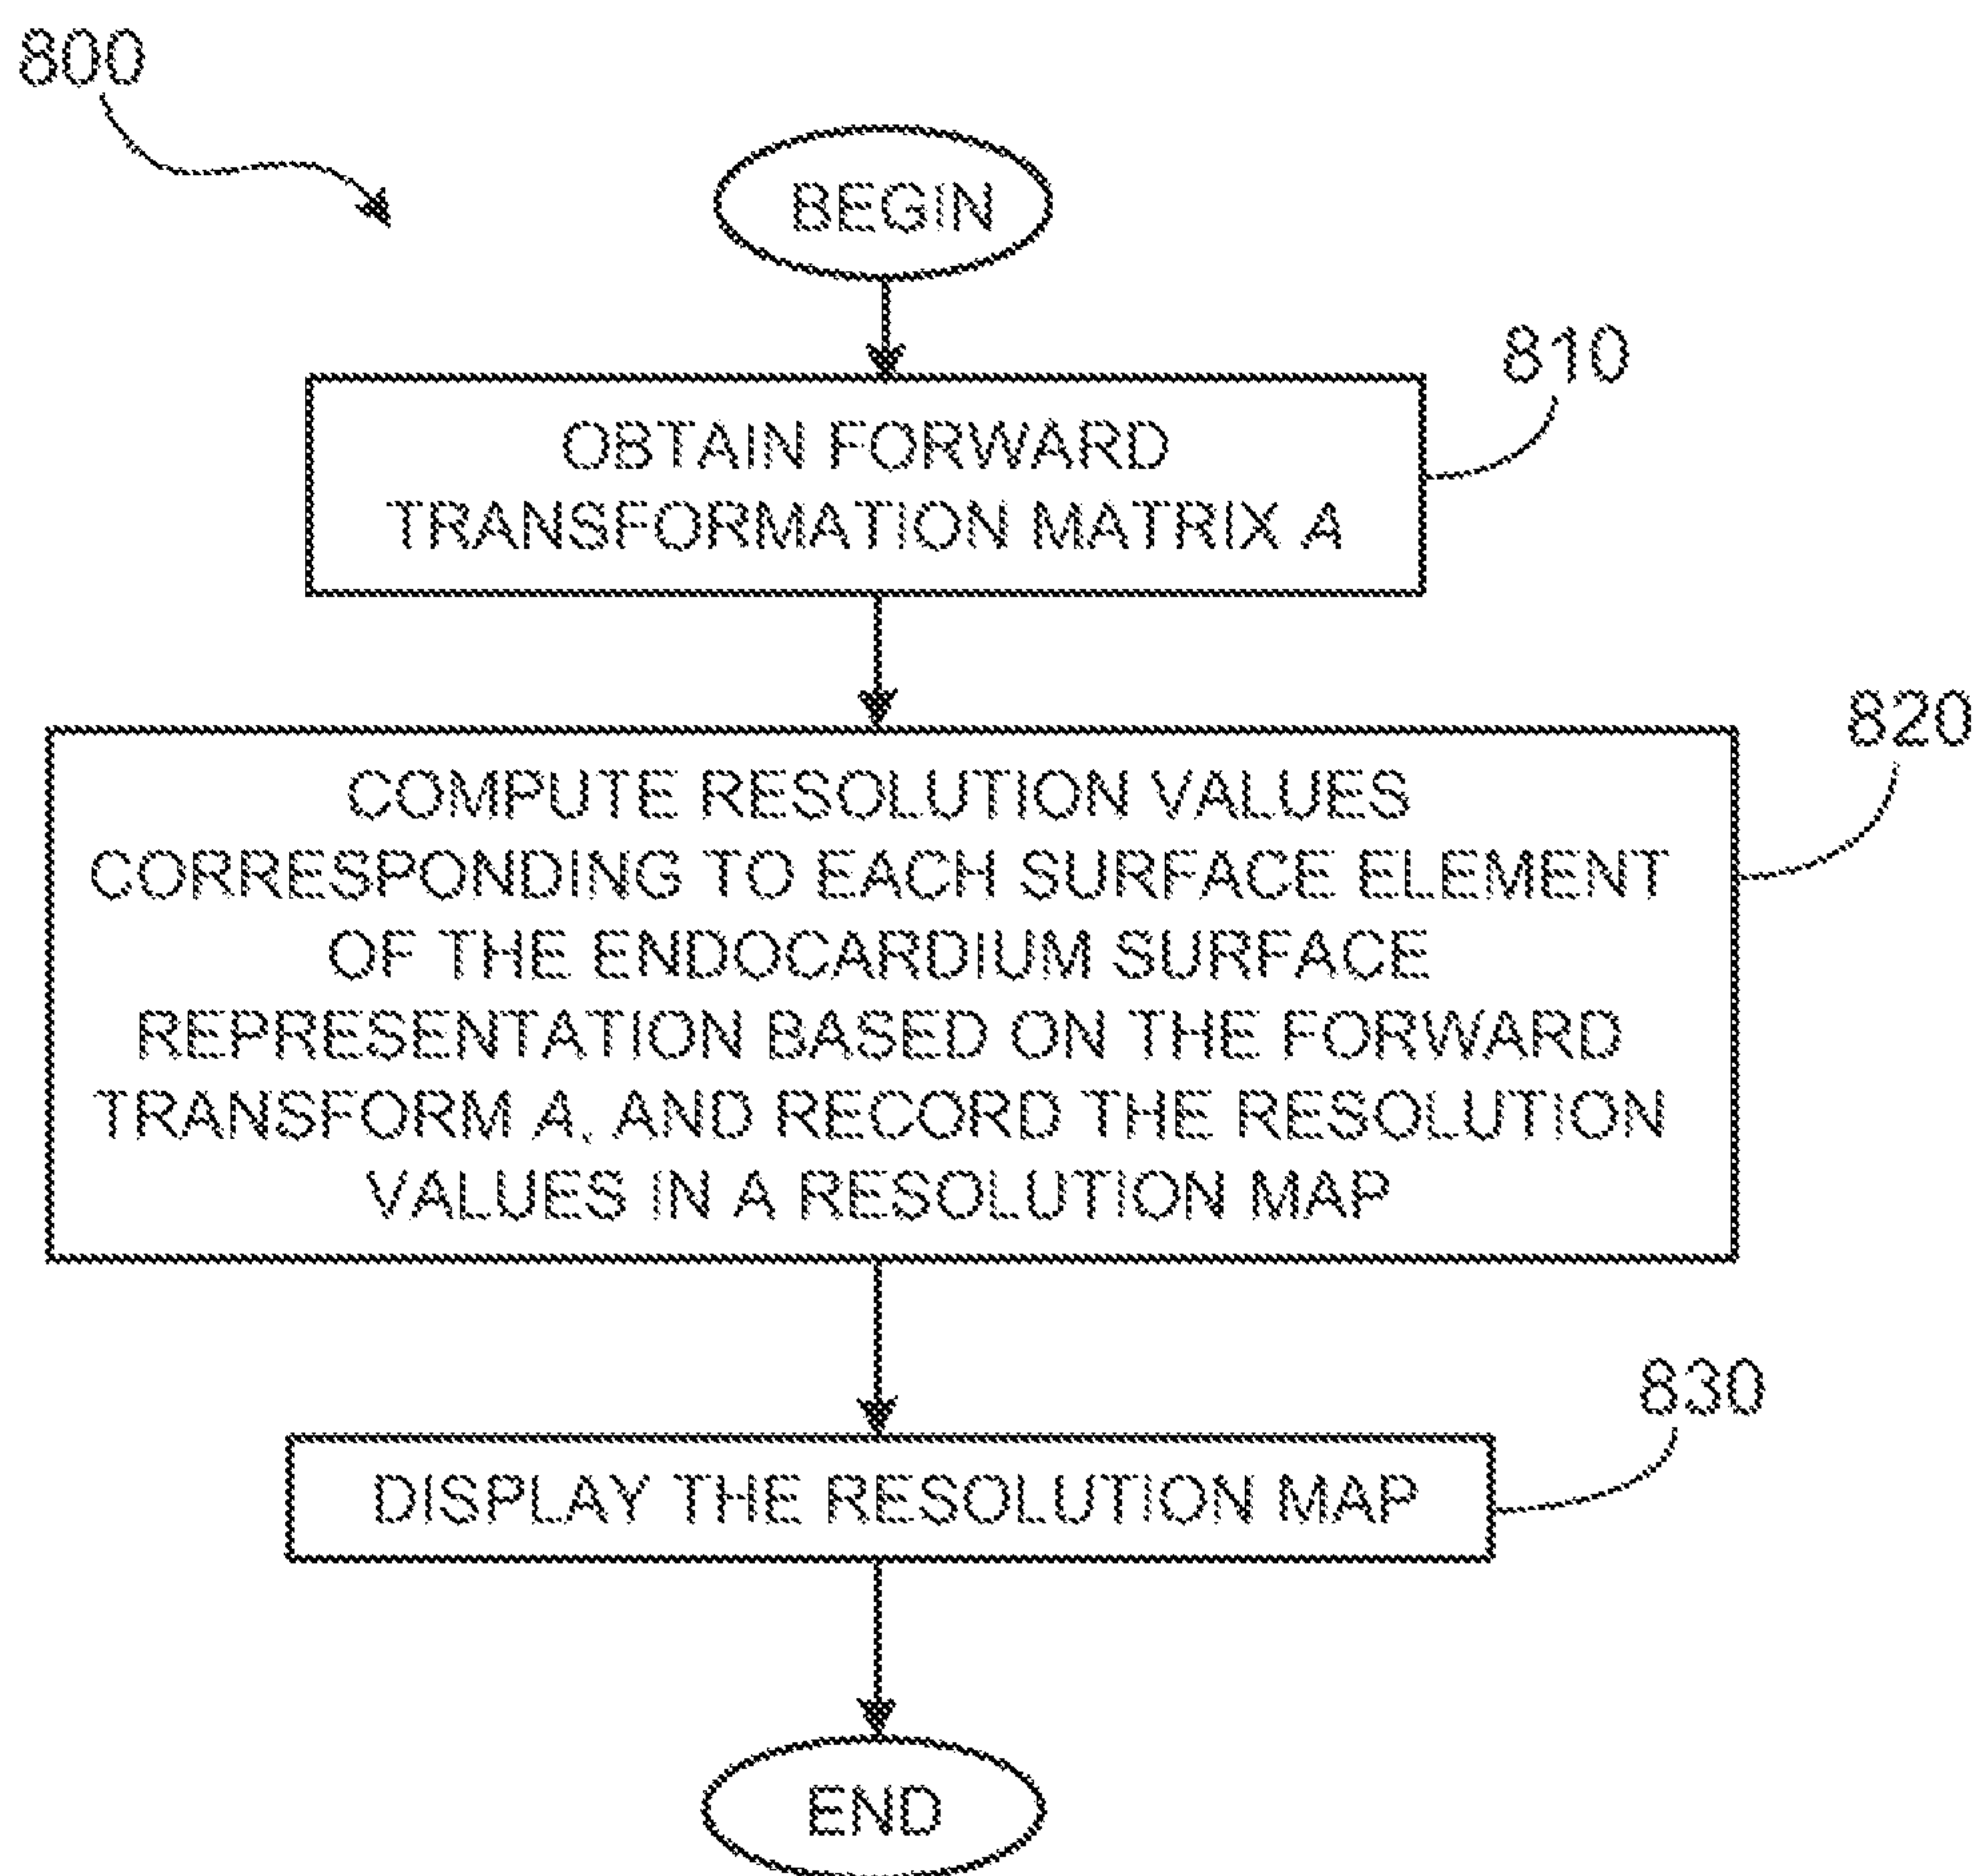 800
BEGIN
810
OBTAIN FORWARD
TRANSFORMATION MATRIX A
820
COMPUTE RESOLUTION VALUES
CORRESPONDING TO EACH SURFACE ELEMENT
OF THE ENDOCARDIUM SURFACE
REPRESENTATION BASED ON THE FORWARD
TRANSFORM A, AND RECORD THE RESOLUTION
VALUES IN A RESOLUTION MAP
830
DISPLAY THE RESOLUTION MAP
END